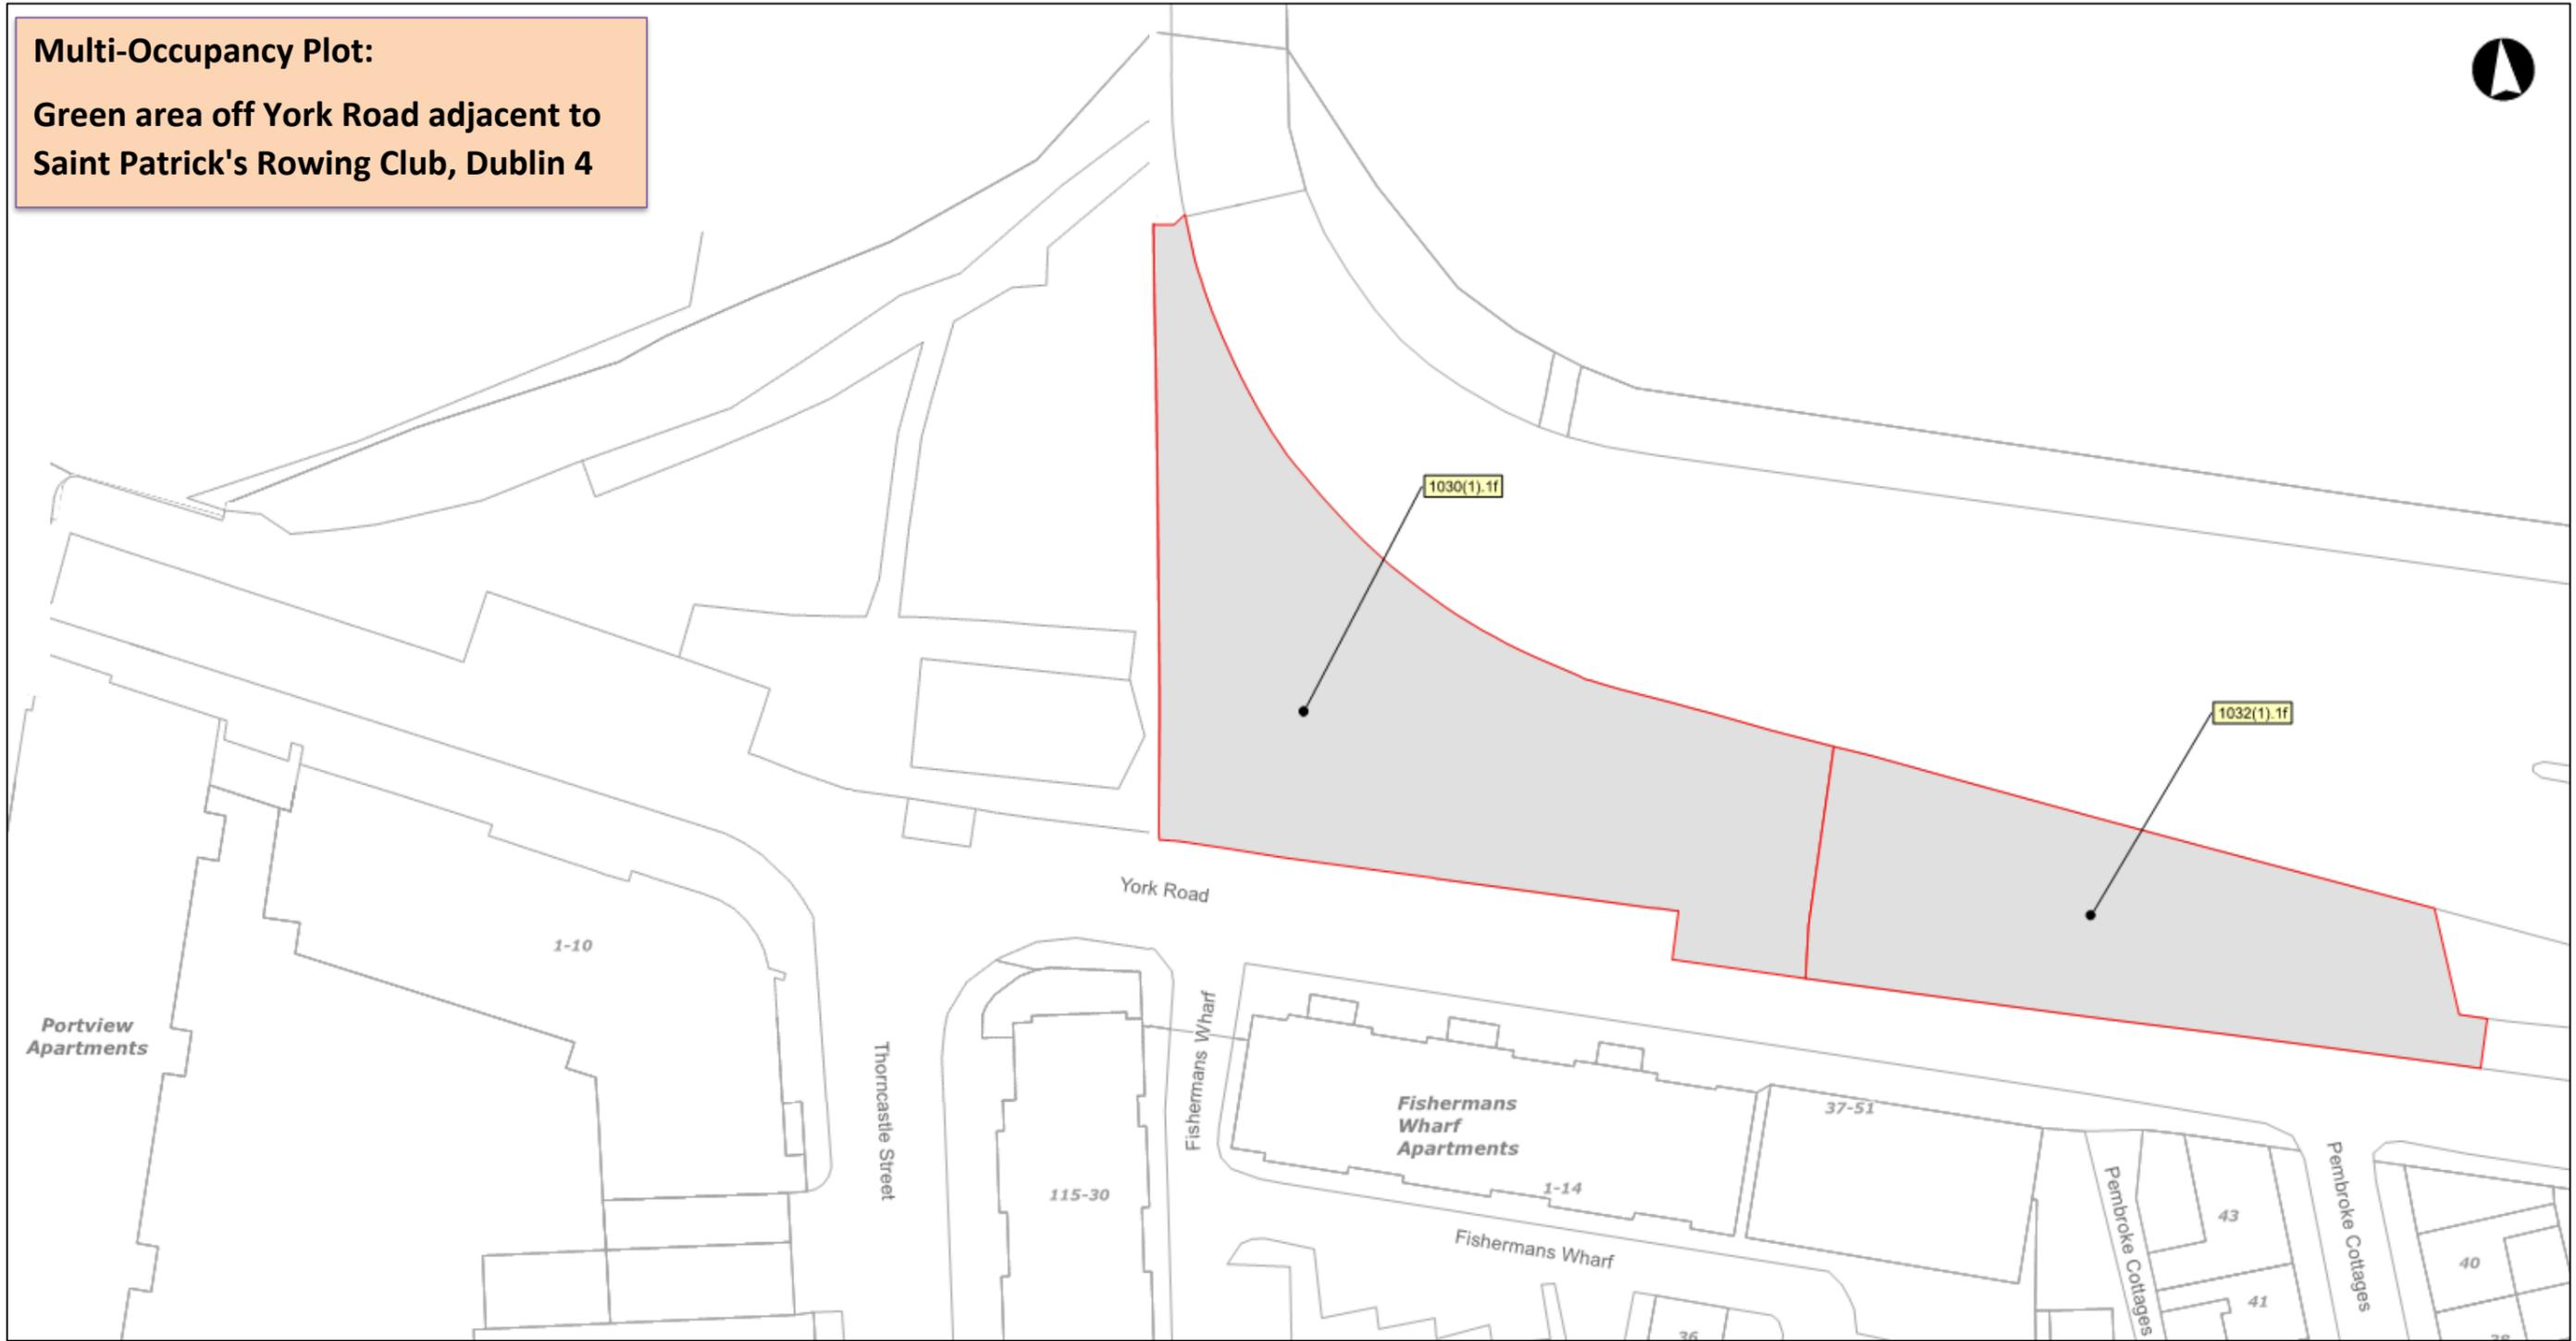 Multi-Occupancy Plot:
Green area off York Road adjacent to
Saint Patrick's Rowing Club, Dublin 4
1030(1).1f
1032(1).1f
York Road
1-10
Portview
Apartments
Thorncastle Street
Fishermans Wharf
115-30
Fishermans
Wharf
Apartments
37-51
1-14
Fishermans Wharf
Pembroke Cottages
Pembroke Cottages
43
40
41
36